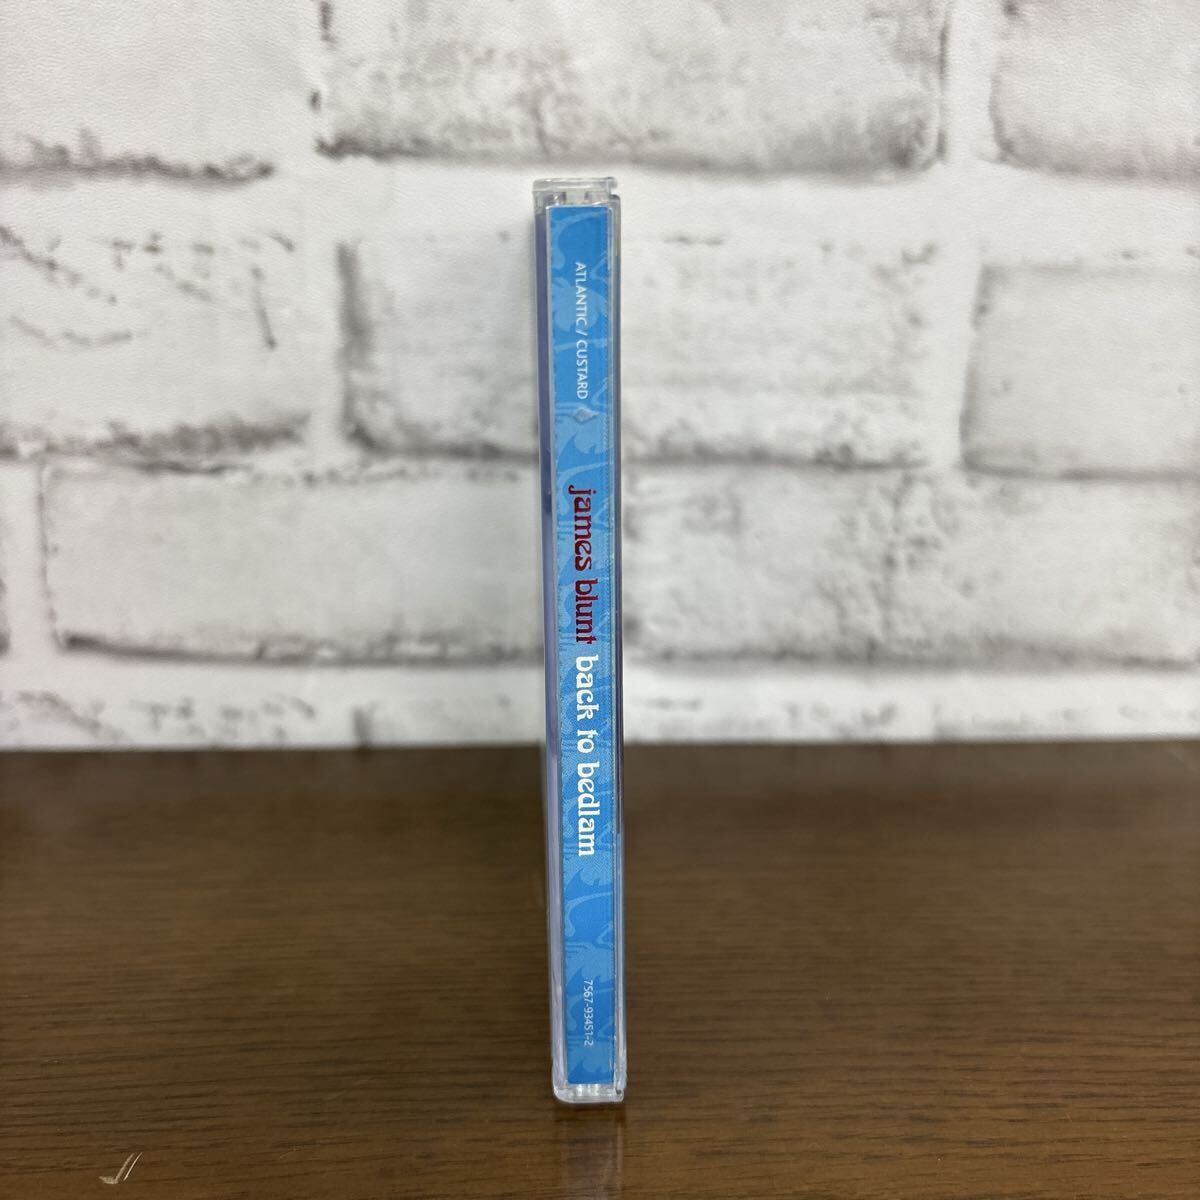 ATLANTIC / CUSTARD
james blunt back to bedlam
7567-93451-2